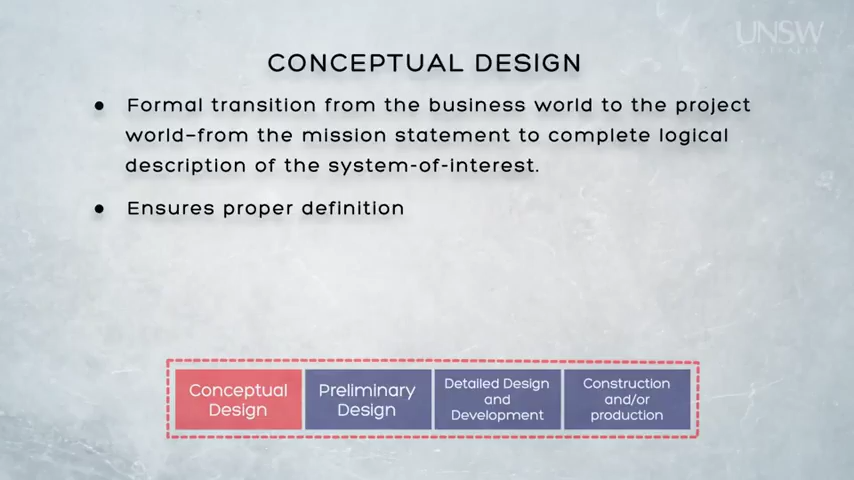 UNSW
AUSTRALIA
CONCEPTUAL DESIGN
● Formal transition from the business world to the project
world–from the mission statement to complete logical
description of the system-of-interest.
● Ensures proper definition
Conceptual
Design
Preliminary
Design
Detailed Design
and
Development
Construction
and/or
production